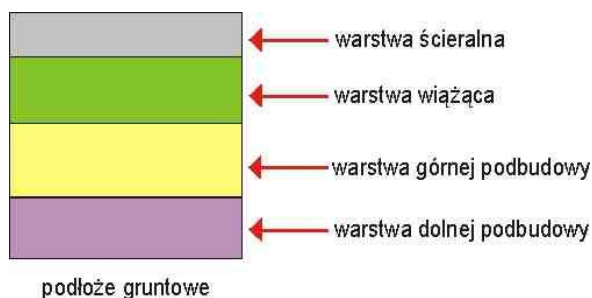 warstwa ścieralna
warstwa wiążąca
warstwa górnej podbudowy
warstwa dolnej podbudowy
podłoże gruntowe